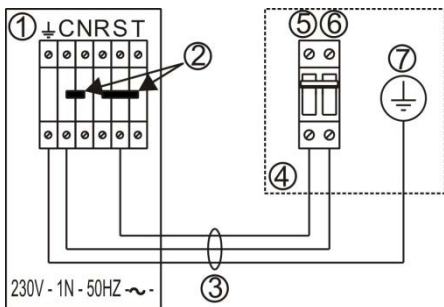 ① ⏚CNRST
②
⑤⑥
⑦
④
③
230V - 1N - 50HZ -~-